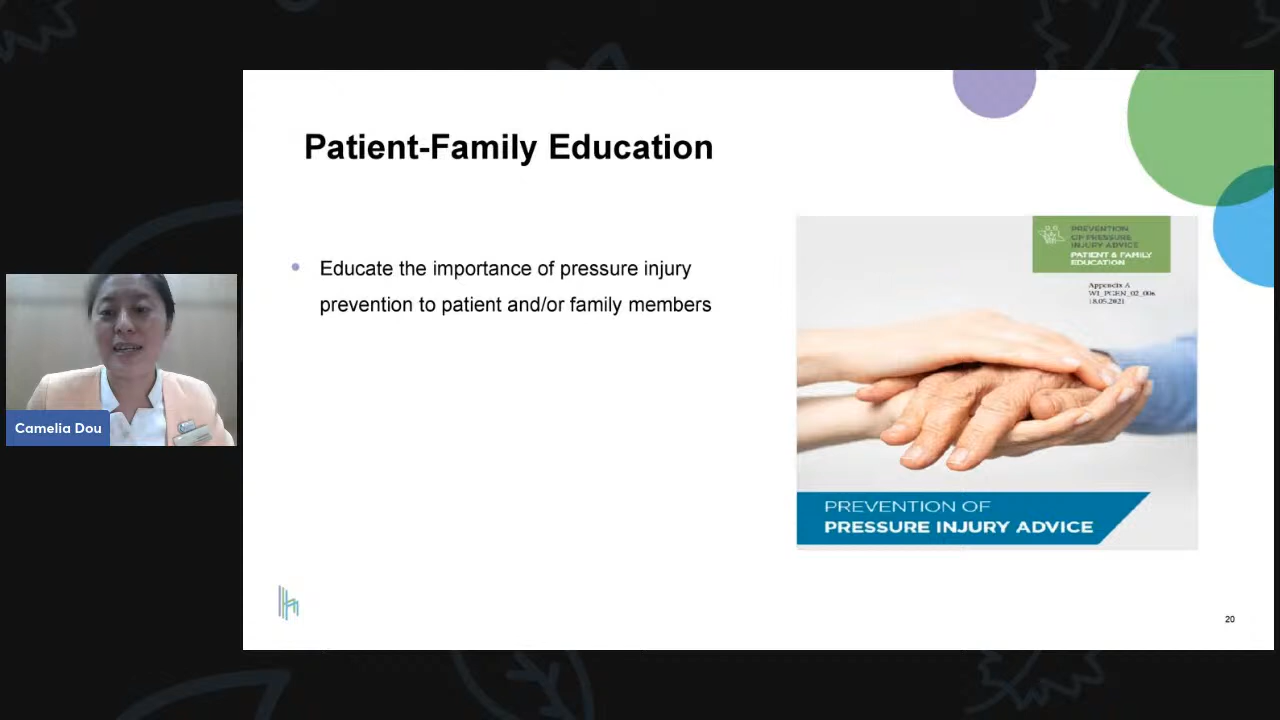 Patient-Family Education
Educate the importance of pressure injury
prevention to patient and/or family members
PREVENTION
OF PRESSURE
INJURY ADVICE
PATIENT & FAMILY
EDUCATION
Appendix A
WI_PGEN_02_006
18.05.2021
PREVENTION OF
PRESSURE INJURY ADVICE
Camelia Dou
20